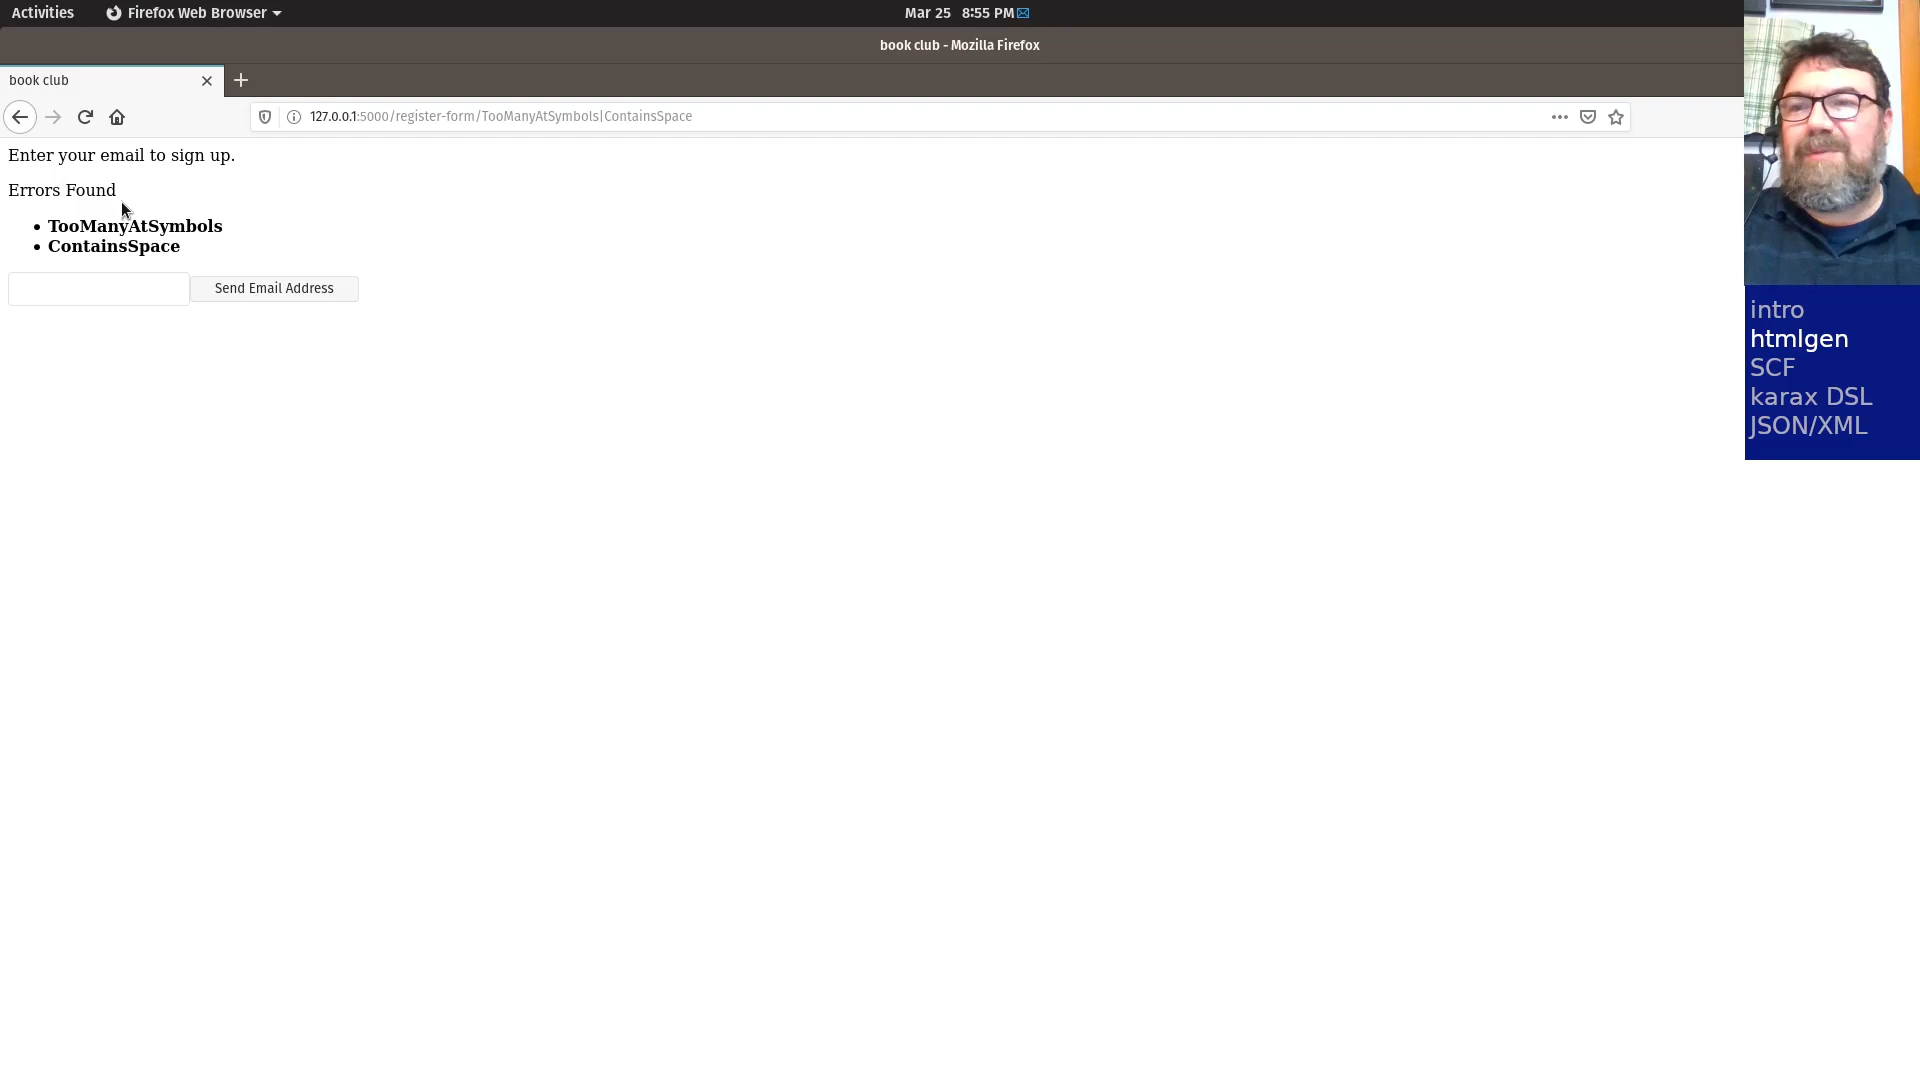 Activities
Firefox Web Browser
Mar 25 8:55 PM
book club - Mozilla Firefox
book club
127.0.0.1:5000/register-form/TooManyAtSymbols|ContainsSpace
Enter your email to sign up.
Errors Found
• TooManyAtSymbols
• ContainsSpace
Send Email Address
intro
htmlgen
SCF
karax DSL
JSON/XML